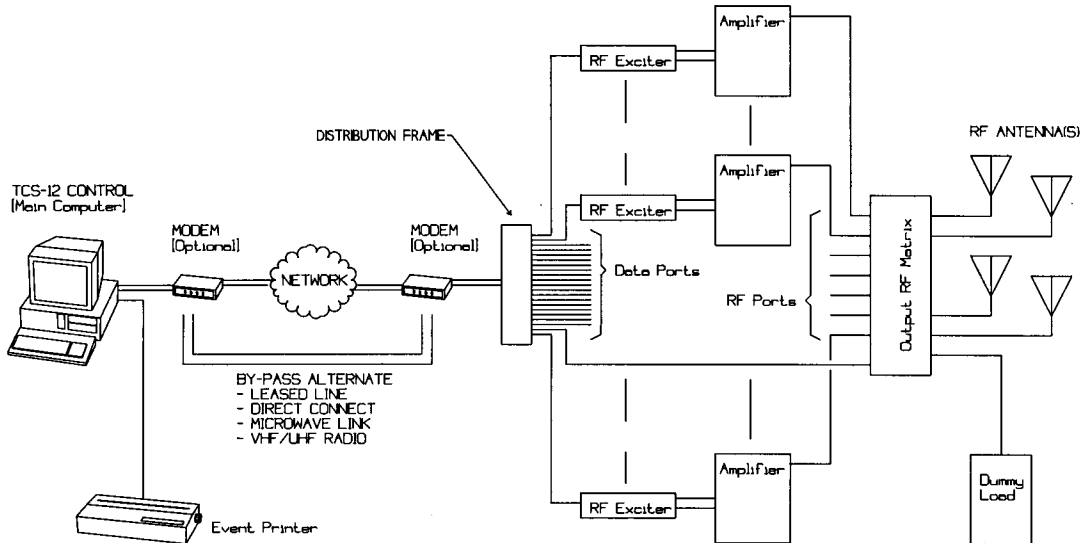 Amplifier
RF Exciter
DISTRIBUTION FRAME
RF ANTENNA(S)
Amplifier
TCS-12 CONTROL
[Main Computer]
RF Exciter
MODEM
[Optional]
MODEM
[Optional]
NETWORK
Data Ports
RF Ports
Output RF Matrix
BY-PASS ALTERNATE
- LEASED LINE
- DIRECT CONNECT
- MICROWAVE LINK
- VHF/UHF RADIO
Amplifier
Dummy
Load
RF Exciter
Event Printer